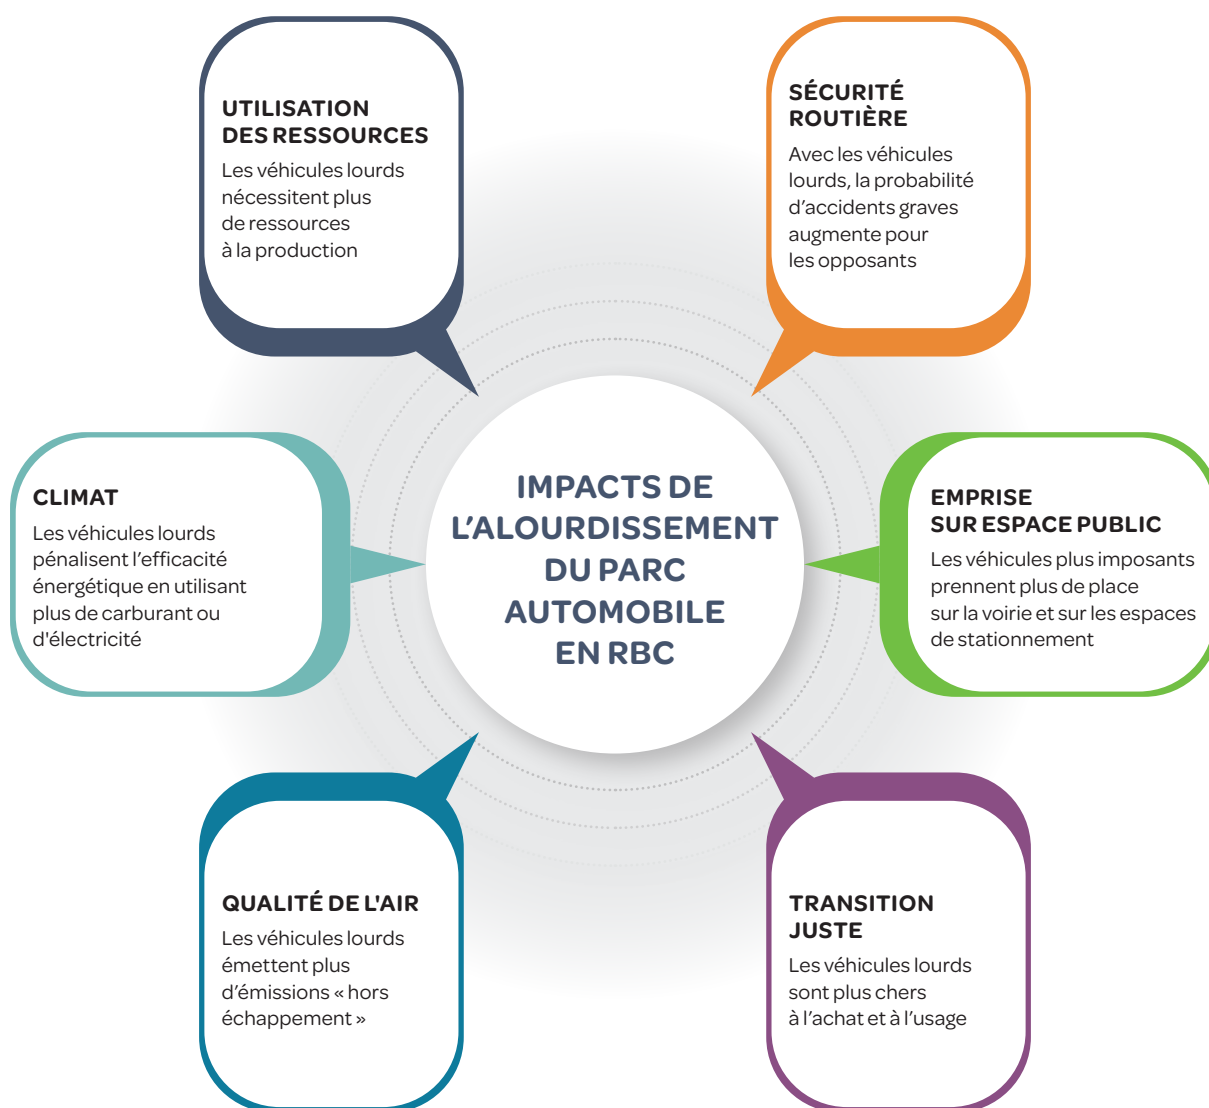 UTILISATION
DES RESSOURCES
Les véhicules lourds
nécessitent plus
de ressources
à la production
SÉCURITÉ
ROUTIÈRE
Avec les véhicules
lourds, la probabilité
d’accidents graves
augmente pour
les opposants
CLIMAT
Les véhicules lourds
pénalisent l’efficacité
énergétique en utilisant
plus de carburant ou
d'électricité
IMPACTS DE
L’ALOURDISSEMENT
DU PARC
AUTOMOBILE
EN RBC
EMPRISE
SUR ESPACE PUBLIC
Les véhicules plus imposants
prennent plus de place
sur la voirie et sur les espaces
de stationnement
QUALITÉ DE L'AIR
Les véhicules lourds
émettent plus
d’émissions « hors
échappement »
TRANSITION
JUSTE
Les véhicules lourds
sont plus chers
à l’achat et à l’usage